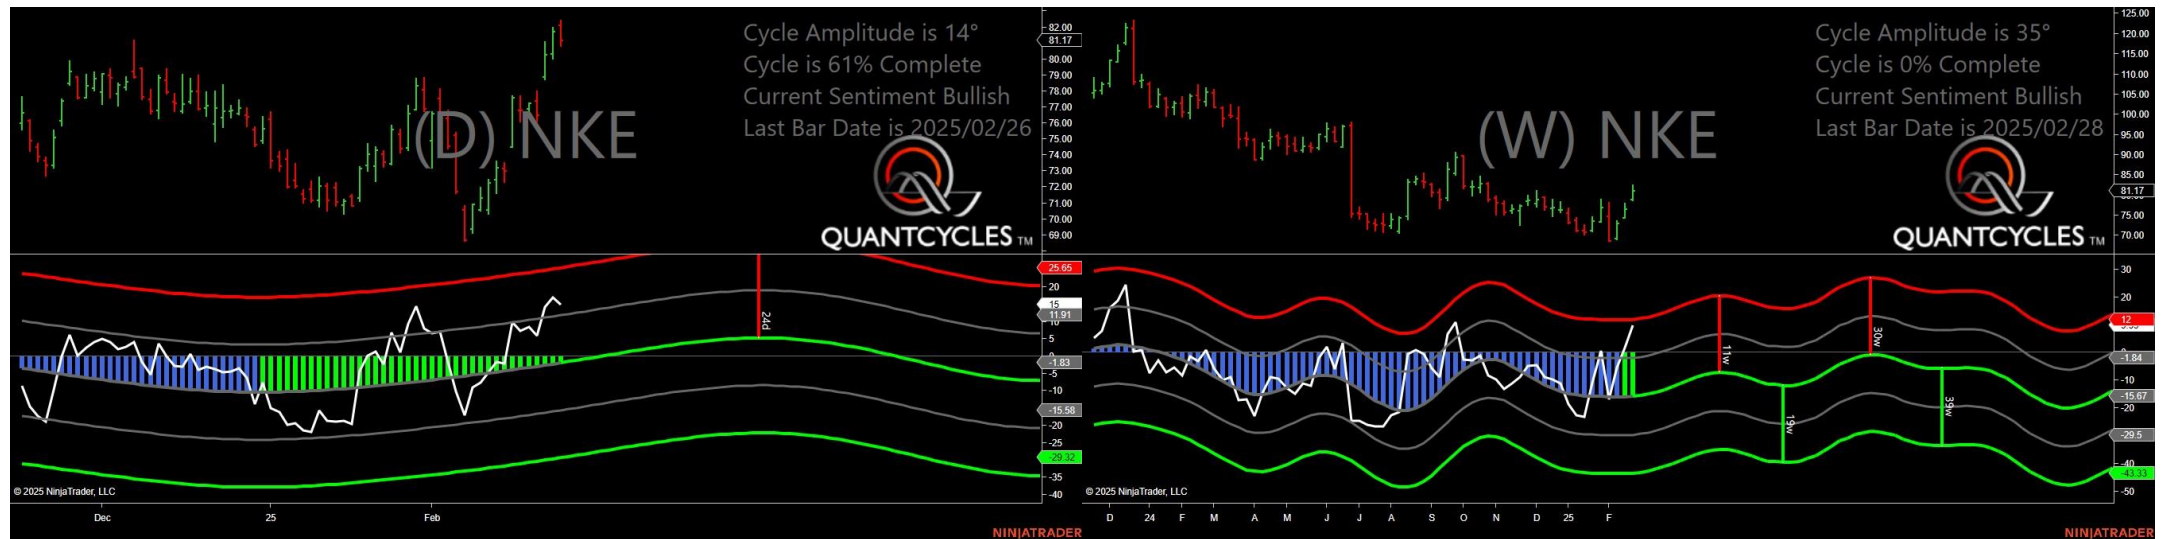 Cycle Amplitude is 14°
Cycle is 61% Complete
Current Sentiment Bullish
Last Bar Date is 2025/02/26
(D) NKE
QUANTCYCLES TM
82.00
81.17
80.00
79.00
78.00
77.00
76.00
75.00
74.00
73.00
72.00
71.00
70.00
69.00
25.65
20
15
11.91
10
5
0
-1.83
-5
-10
-15.58
-20
-25
-29.32
-35
-40
24d
© 2025 NinjaTrader, LLC
Dec
25
Feb
NINJATRADER
Cycle Amplitude is 35°
Cycle is 0% Complete
Current Sentiment Bullish
Last Bar Date is 2025/02/28
(W) NKE
QUANTCYCLES TM
125.00
120.00
115.00
110.00
105.00
100.00
95.00
90.00
85.00
81.17
75.00
70.00
30
20
12
-1.84
-10
-15.67
-20
-29.5
-40
-43.33
-50
11w
19w
30w
39w
© 2025 NinjaTrader, LLC
D
24
F
M
A
M
J
J
A
S
O
N
D
25
F
NINJATRADER